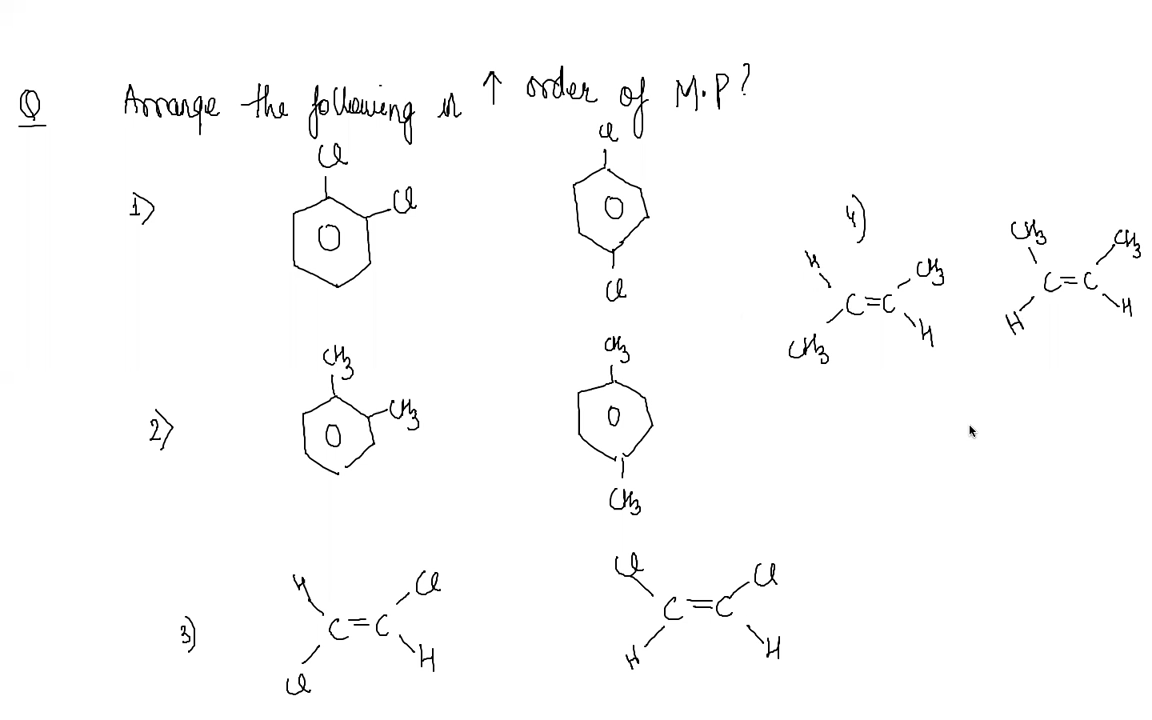 Q Arrange the following in ↑ order of M.P?
1) Cl Cl Cl Cl
4) H CH3 C=C CH3 H CH3 CH3 C=C H H
2) CH3 CH3 CH3 CH3
3) H Cl C=C Cl H Cl Cl C=C H H